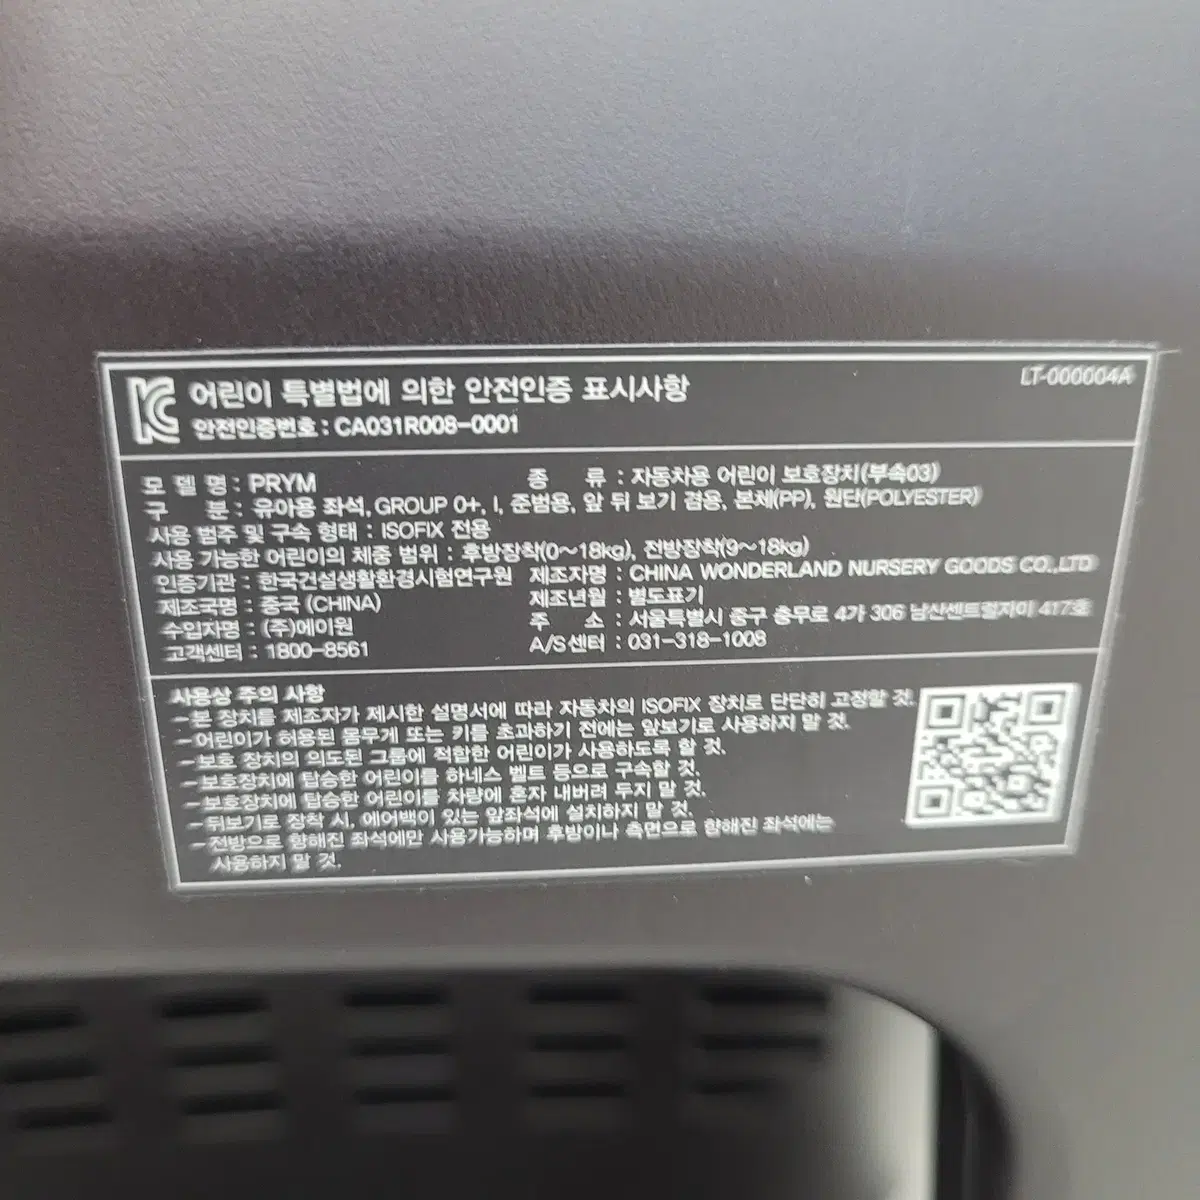 KC 어린이 특별법에 의한 안전인증 표시사항 LT-000004A
안전인증번호 : CA031R008-0001
모 델 명 : PRYM 종 류 : 자동차용 어린이 보호장치(부속03)
구 분 : 유아용 좌석, GROUP 0+, I, 준범용, 앞 뒤 보기 겸용, 본체(PP), 원단(POLYESTER)
사용 범주 및 구속 형태 : ISOFIX 전용
사용 가능한 어린이의 체중 범위 : 후방장착(0~18kg), 전방장착(9~18kg)
인증기관 : 한국건설생활환경시험연구원 제조자명 : CHINA WONDERLAND NURSERY GOODS CO.,LTD
제조국명 : 중국 (CHINA) 제조년월 : 별도표기
수입자명 : (주)에이원 주 소 : 서울특별시 중구 충무로 4가 306 남산센트럴자이 417호
고객센터 : 1800-8561 A/S센터 : 031-318-1008
사용상 주의 사항
- 본 장치를 제조자가 제시한 설명서에 따라 자동차의 ISOFIX 장치로 단단히 고정할 것.
- 어린이가 허용된 몸무게 또는 키를 초과하기 전에는 앞보기로 사용하지 말 것.
- 보호 장치의 의도된 그룹에 적합한 어린이가 사용하도록 할 것.
- 보호장치에 탑승한 어린이를 하네스 벨트 등으로 구속할 것.
- 보호장치에 탑승한 어린이를 차량에 혼자 내버려 두지 말 것.
- 뒤보기로 장착 시, 에어백이 있는 앞좌석에 설치하지 말 것.
- 전방으로 향해진 좌석에만 사용가능하며 후방이나 측면으로 향해진 좌석에는
사용하지 말 것.